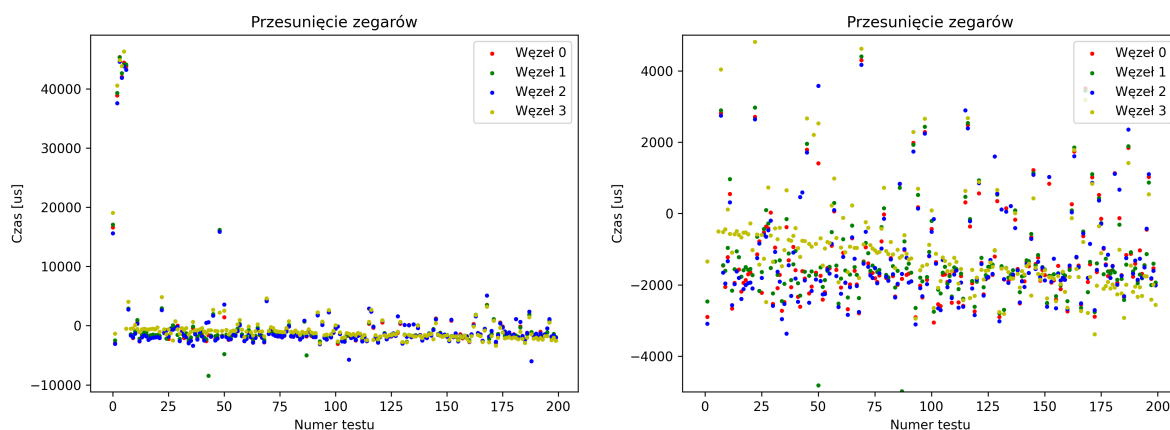 Przesunięcie zegarów
Czas [us]
40000
30000
20000
10000
0
−10000
Węzeł 0
Węzeł 1
Węzeł 2
Węzeł 3
0 25 50 75 100 125 150 175 200
Numer testu
Przesunięcie zegarów
Czas [us]
4000
2000
0
−2000
−4000
Węzeł 0
Węzeł 1
Węzeł 2
Węzeł 3
0 25 50 75 100 125 150 175 200
Numer testu